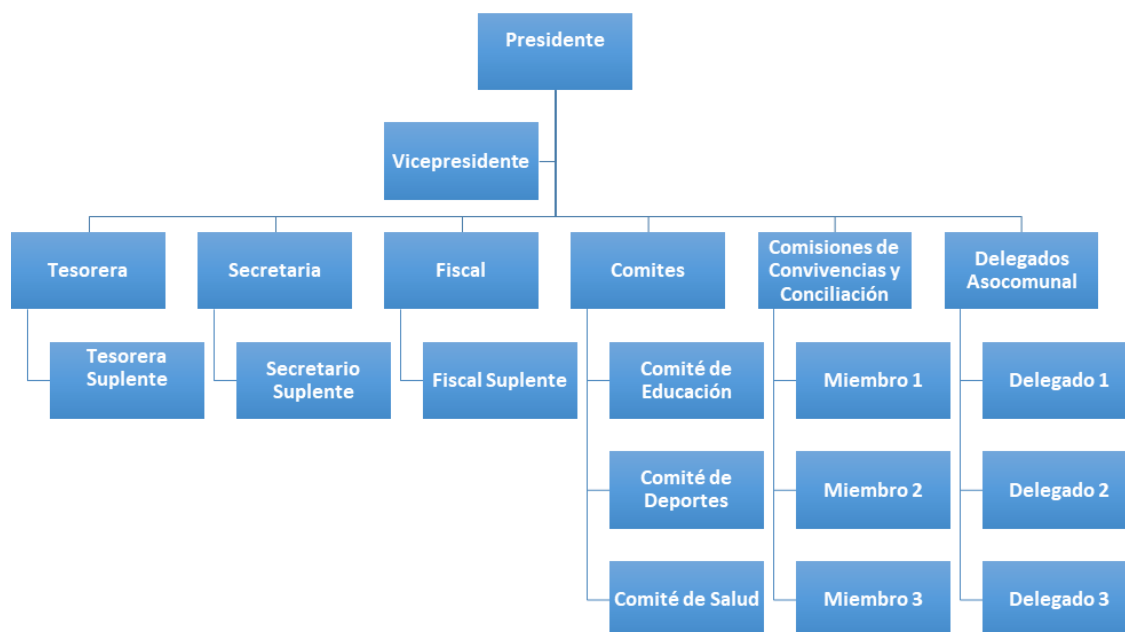 Presidente
Vicepresidente
Tesorera
Secretaria
Fiscal
Comites
Comisiones de
Convivencias y
Conciliación
Delegados
Asocomunal
Tesorera
Suplente
Secretario
Suplente
Fiscal Suplente
Comité de
Educación
Miembro 1
Delegado 1
Comité de
Deportes
Miembro 2
Delegado 2
Comité de Salud
Miembro 3
Delegado 3